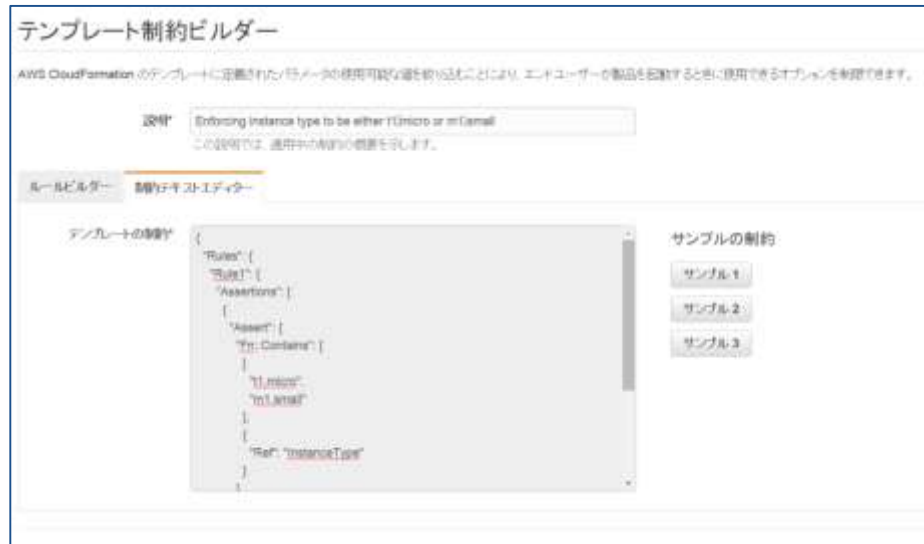 テンプレート制約ビルダー
AWS CloudFormation のテンプレートに定義されたパラメータの使用可能な値を絞り込むことにより、エンドユーザーが製品を起動するときに使用できるオプションを制限できます。
説明* Enforcing instance type to be either t1.micro or m1.small
この説明では、適用中の制約の概要を示します。
ルールビルダー 制約テキストエディター
テンプレートの制約*
{
"Rules": {
"Rule1": {
"Assertions": [
{
"Assert": {
"Fn::Contains": [
[
"t1.micro",
"m1.small"
],
{
"Ref": "InstanceType"
}
]
サンプルの制約
サンプル 1
サンプル 2
サンプル 3